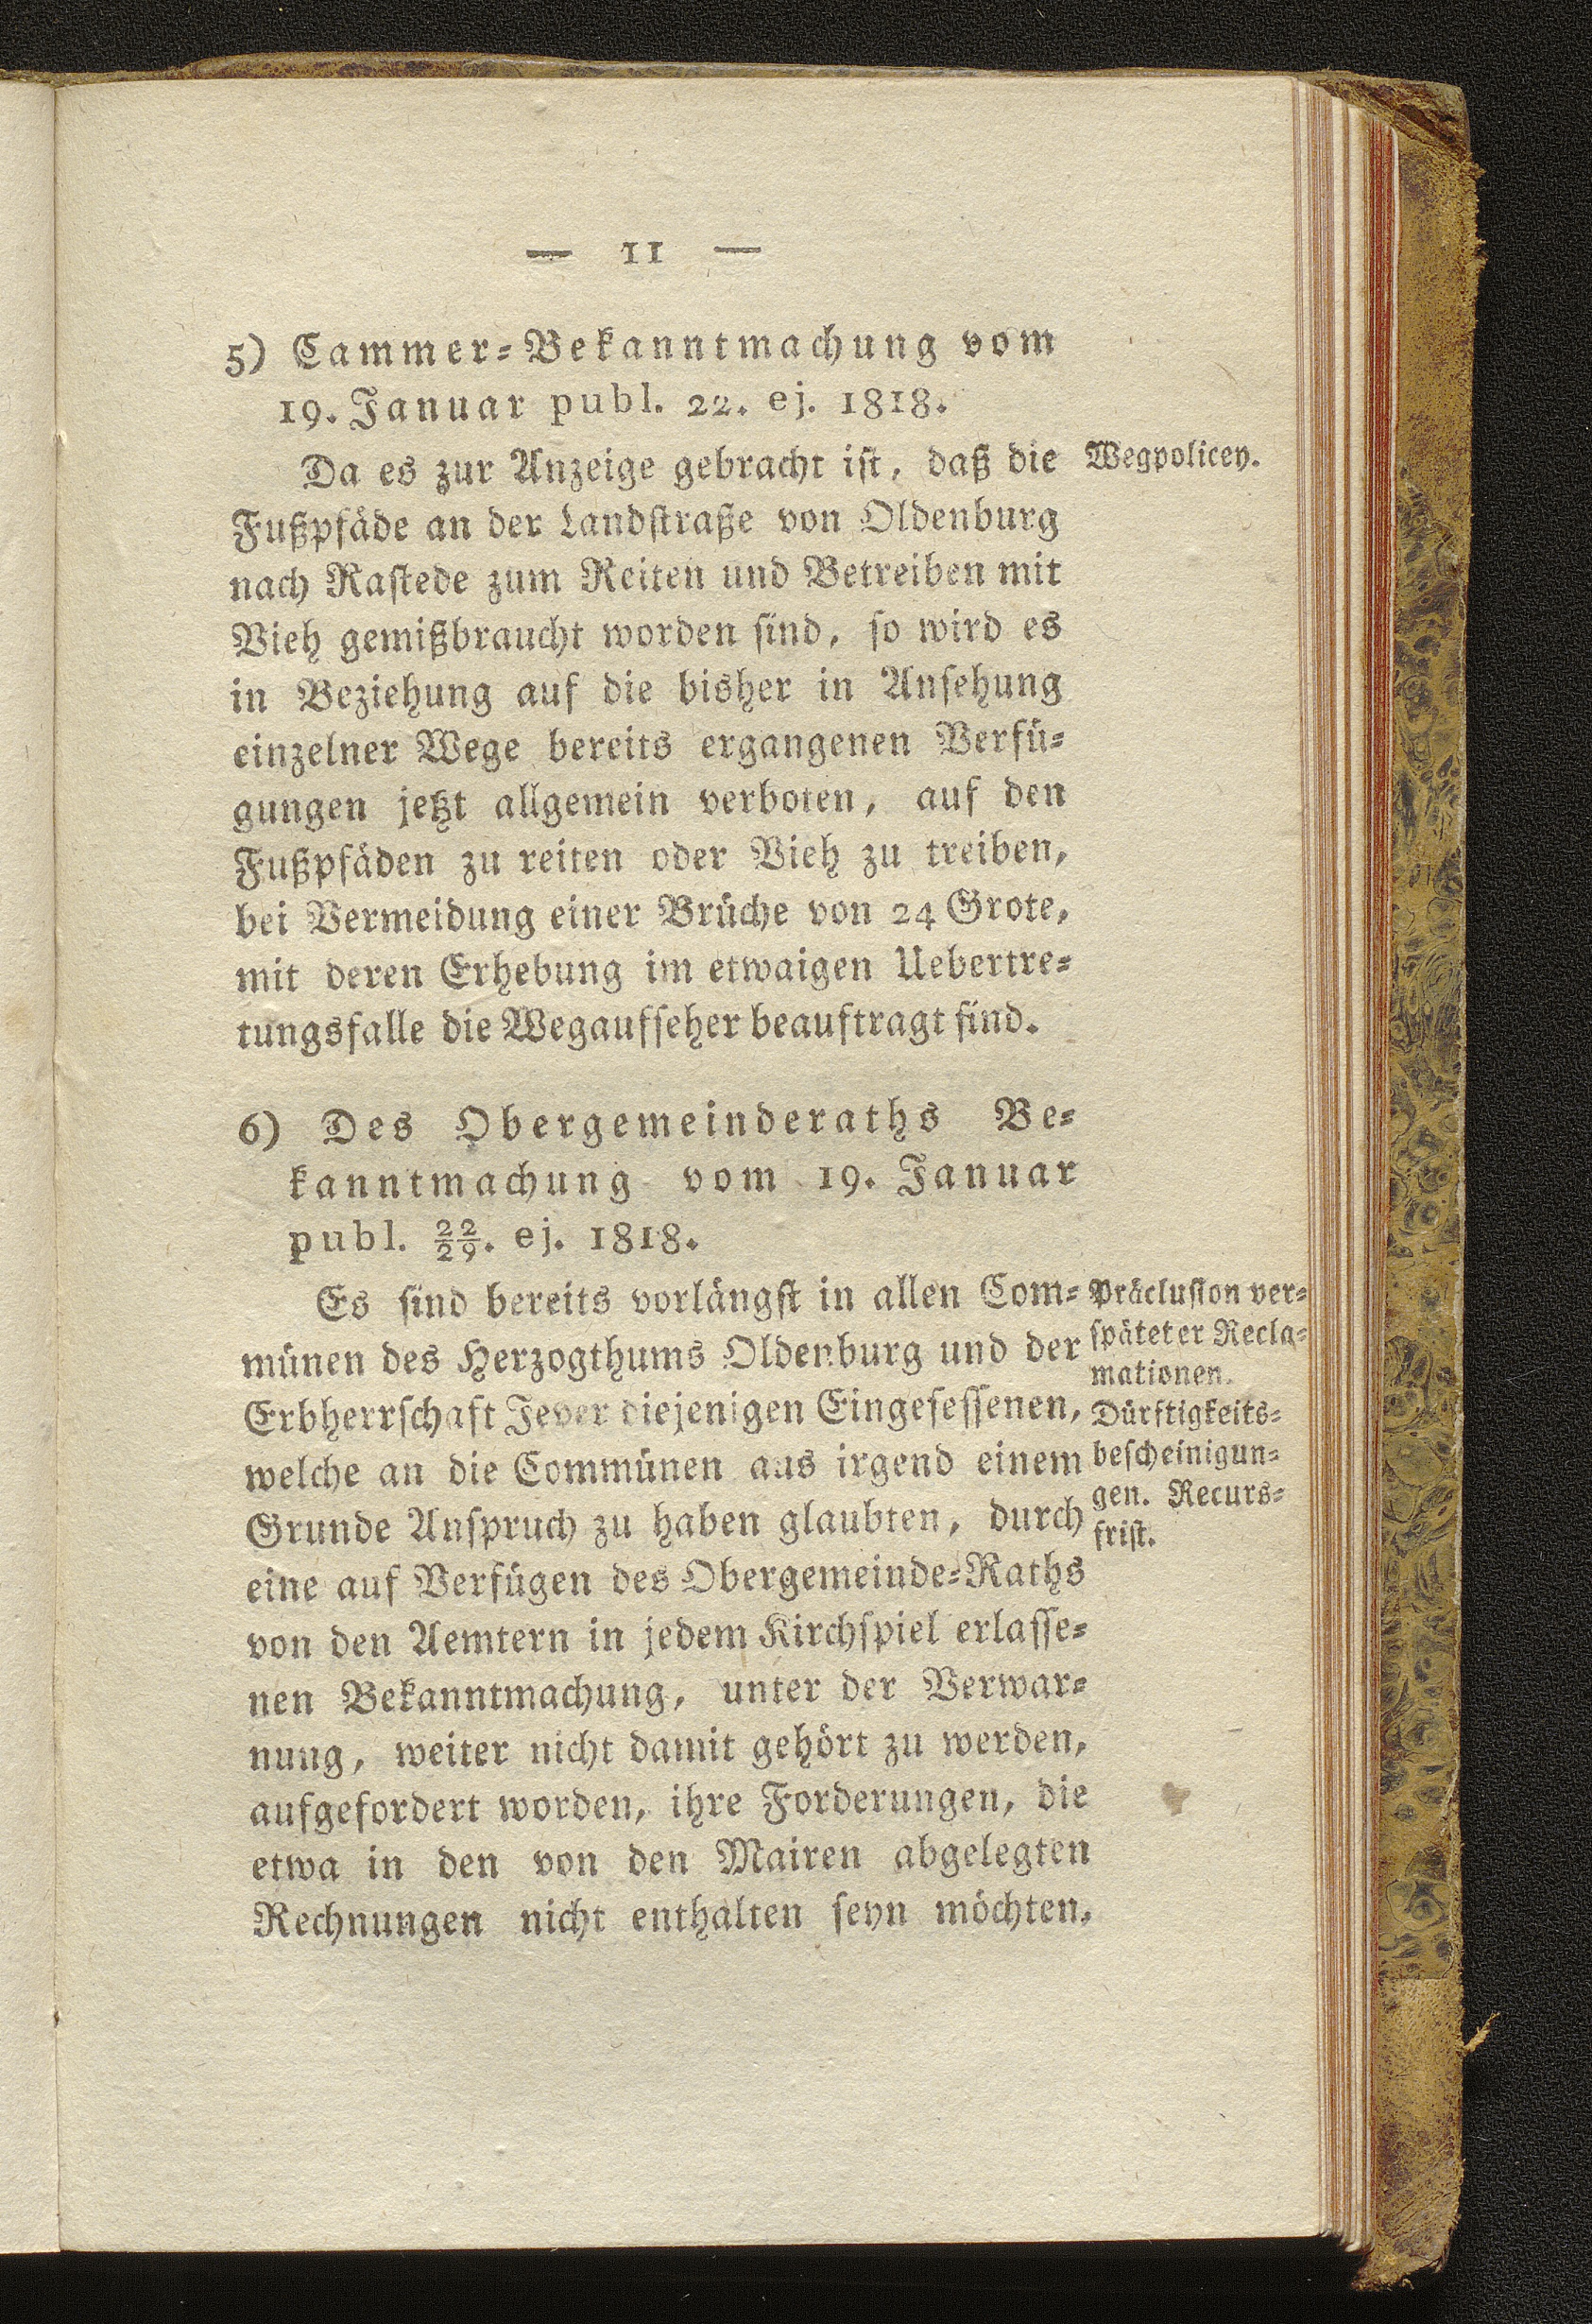 — 11 —
5) Cammer-Bekanntmachung vom
19. Januar publ. 22. ej. 1818.
Da es zur Anzeige gebracht ist, daß die
Wegpolicey.
Fußpfäde an der Landstraße von Oldenburg
nach Rastede zum Reiten und Betreiben mit
Vieh gemißbraucht worden sind, so wird es
in Beziehung auf die bisher in Ansehung
einzelner Wege bereits ergangenen Verfü-
gungen jetzt allgemein verboten, auf den
Fußpfäden zu reiten oder Vieh zu treiben,
bei Vermeidung einer Brüche von 24 Grote,
mit deren Erhebung im etwaigen Uebertre-
tungsfalle die Wegaufseher beauftragt sind.
6) Des Obergemeinderaths Be-
kanntmachung vom 19. Januar
publ. 22/29. ej. 1818.
Es sind bereits vorlängst in allen Com-
münen des Herzogthums Oldenburg und der
Erbherrschaft Jever diejenigen Eingesessenen,
welche an die Commünen aus irgend einem
Grunde Anspruch zu haben glaubten, durch
eine auf Verfügen des Obergemeinde-Raths
von den Aemtern in jedem Kirchspiel erlasse-
nen Bekanntmachung, unter der Verwar-
nung, weiter nicht damit gehört zu werden,
aufgefordert worden, ihre Forderungen, die
etwa in den von den Mairen abgelegten
Rechnungen nicht enthalten seyn möchten,
Präclusion ver-
späteter Recla-
mationen.
Dürftigkeits-
bescheinigun-
gen. Recurs-
frist.